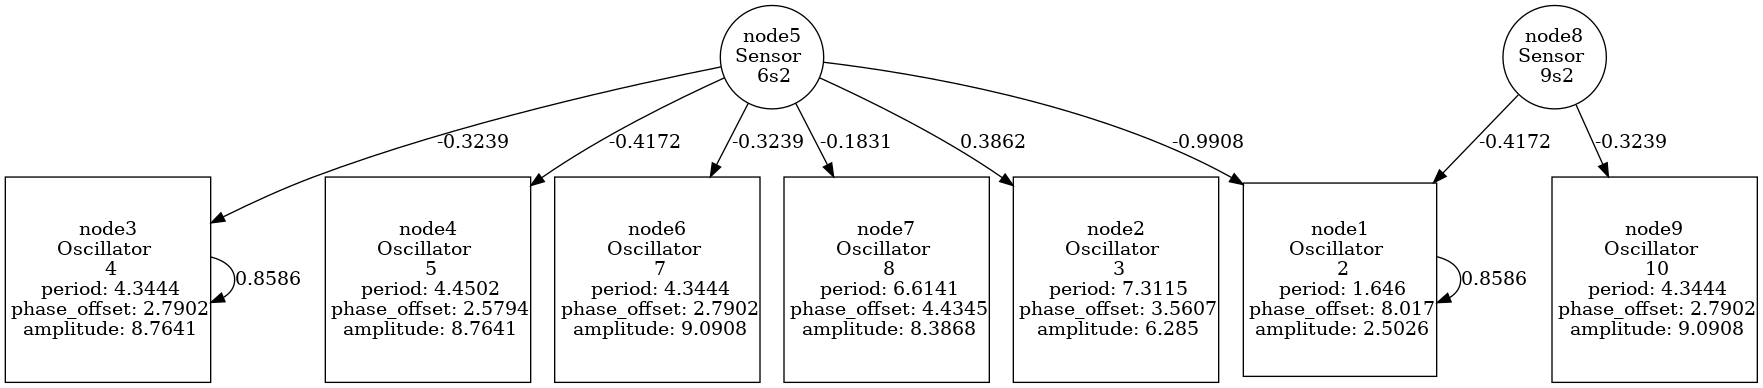 node5
Sensor
6s2
node8
Sensor
9s2
-0.3239
-0.4172
-0.3239
-0.1831
0.3862
-0.9908
-0.4172
-0.3239
node3
Oscillator
4
period: 4.3444
phase_offset: 2.7902
amplitude: 8.7641
0.8586
node4
Oscillator
5
period: 4.4502
phase_offset: 2.5794
amplitude: 8.7641
node6
Oscillator
7
period: 4.3444
phase_offset: 2.7902
amplitude: 9.0908
node7
Oscillator
8
period: 6.6141
phase_offset: 4.4345
amplitude: 8.3868
node2
Oscillator
3
period: 7.3115
phase_offset: 3.5607
amplitude: 6.285
node1
Oscillator
2
period: 1.646
phase_offset: 8.017
amplitude: 2.5026
0.8586
node9
Oscillator
10
period: 4.3444
phase_offset: 2.7902
amplitude: 9.0908